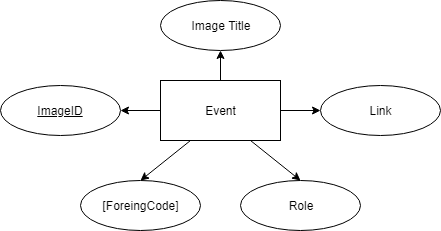 Image Title
ImageID
Event
Link
[ForeingCode]
Role